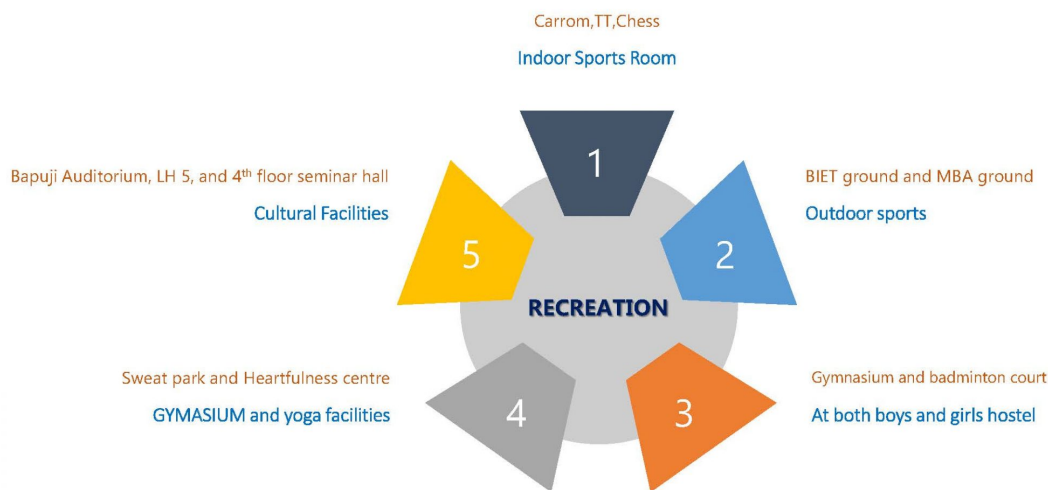 Carrom,TT,Chess
Indoor Sports Room
1
BIET ground and MBA ground
Outdoor sports
2
Gymnasium and badminton court
At both boys and girls hostel
3
Sweat park and Heartfulness centre
GYMASIUM and yoga facilities
4
Bapuji Auditorium, LH 5, and 4th floor seminar hall
Cultural Facilities
5
RECREATION